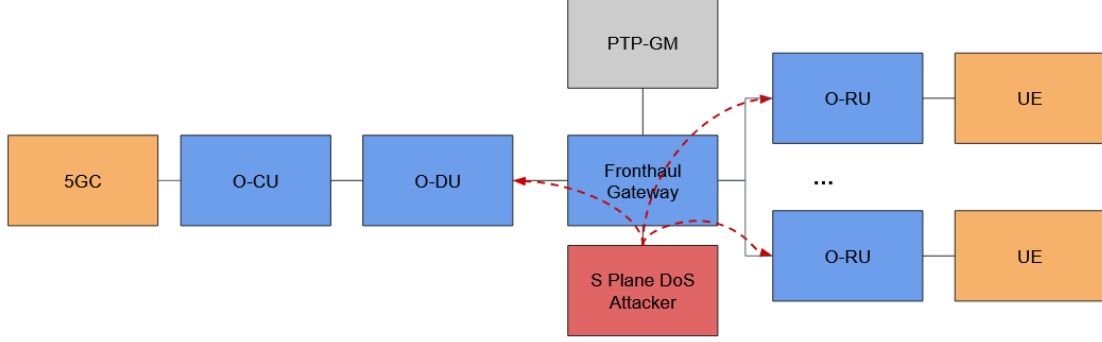 PTP-GM
O-RU
UE
5GC
O-CU
O-DU
Fronthaul
Gateway
...
O-RU
UE
S Plane DoS
Attacker